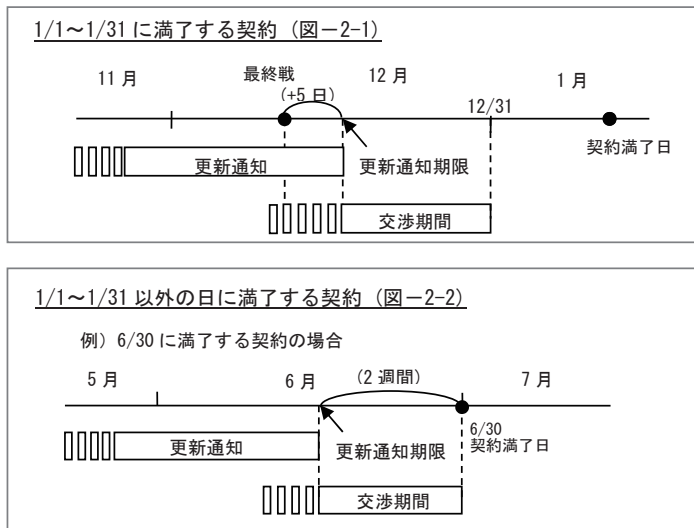 1/1～1/31 に満了する契約（図－2-1）
11 月
最終戦
12 月
1 月
(+5 日)
12/31
契約満了日
更新通知
更新通知期限
交渉期間
1/1～1/31 以外の日に満了する契約（図－2-2）
例）6/30 に満了する契約の場合
5 月
6 月
(2 週間)
7 月
6/30
契約満了日
更新通知
更新通知期限
交渉期間